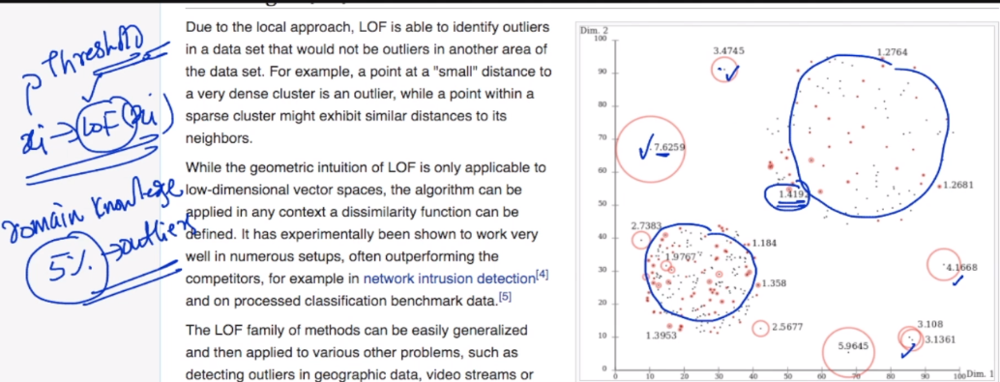 Due to the local approach, LOF is able to identify outliers
in a data set that would not be outliers in another area of
the data set. For example, a point at a "small" distance to
a very dense cluster is an outlier, while a point within a
sparse cluster might exhibit similar distances to its
neighbors.
While the geometric intuition of LOF is only applicable to
low-dimensional vector spaces, the algorithm can be
applied in any context a dissimilarity function can be
defined. It has experimentally been shown to work very
well in numerous setups, often outperforming the
competitors, for example in network intrusion detection[4]
and on processed classification benchmark data.[5]
The LOF family of methods can be easily generalized
and then applied to various other problems, such as
detecting outliers in geographic data, video streams or
Threshold
xi → LOF(xi)
Domain Knowledge
5% → outliers
Dim. 2
100
90
80
70
60
50
40
30
20
10
0
0 10 20 30 40 50 60 70 80 90 100 Dim. 1
3.4745
1.2764
7.6259
1.2681
1.419
2.7383
1.184
1.9767
4.1668
1.358
1.3953
2.5677
3.108
3.1361
5.9645